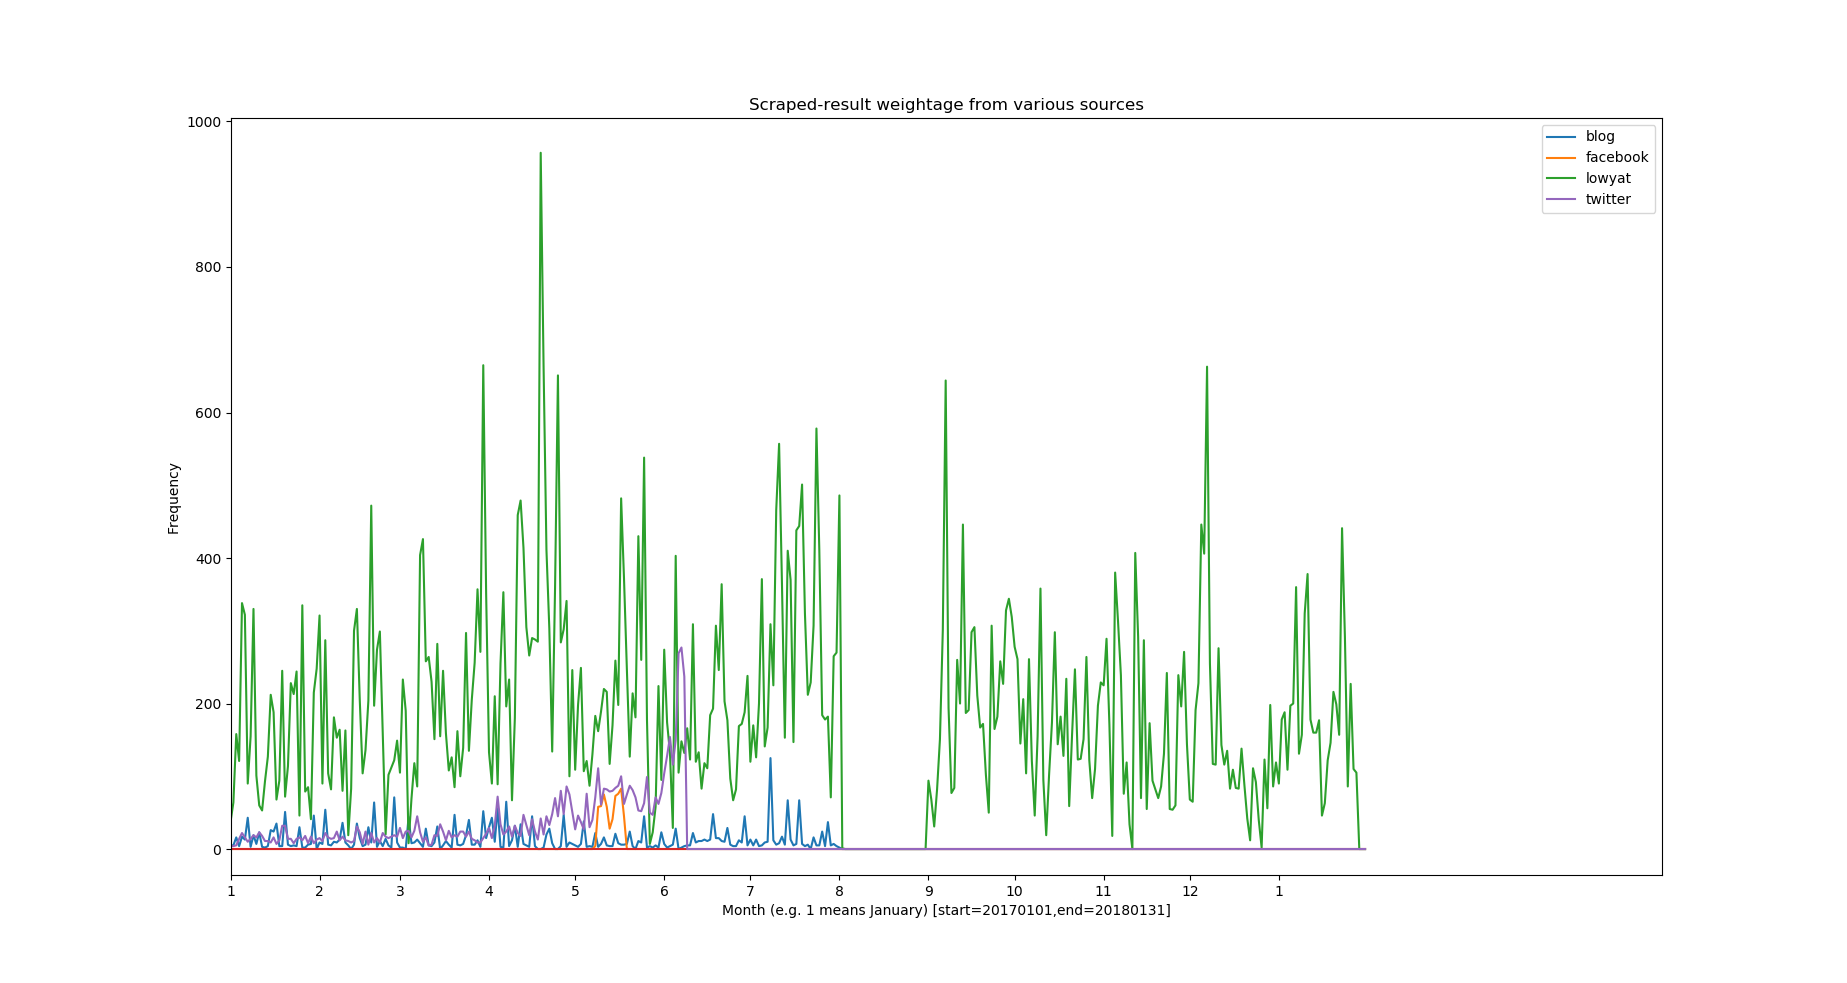 Scraped-result weightage from various sources
1000
800
600
400
200
0
Frequency
blog
facebook
lowyat
twitter
1 2 3 4 5 6 7 8 9 10 11 12 1
Month (e.g. 1 means January) [start=20170101,end=20180131]